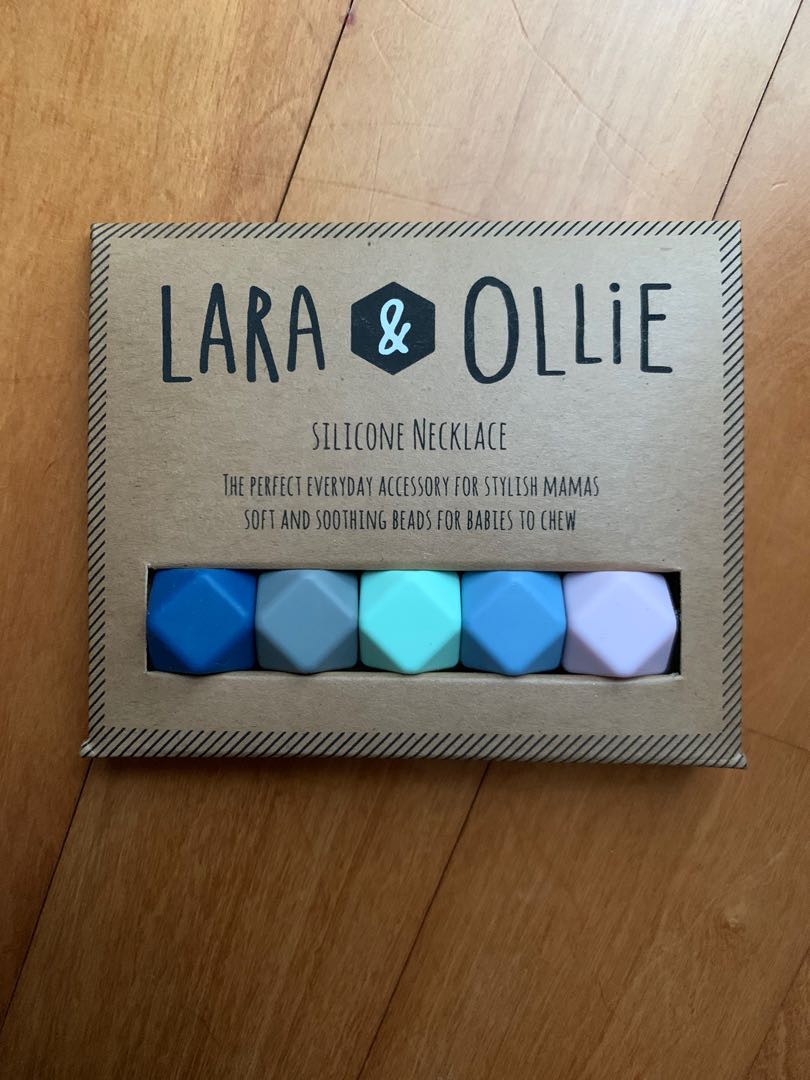 LARA & OLLiE
SILICONE NECKLACE
THE PERFECT EVERYDAY ACCESSORY FOR STYLISH MAMAS
SOFT AND SOOTHING BEADS FOR BABIES TO CHEW